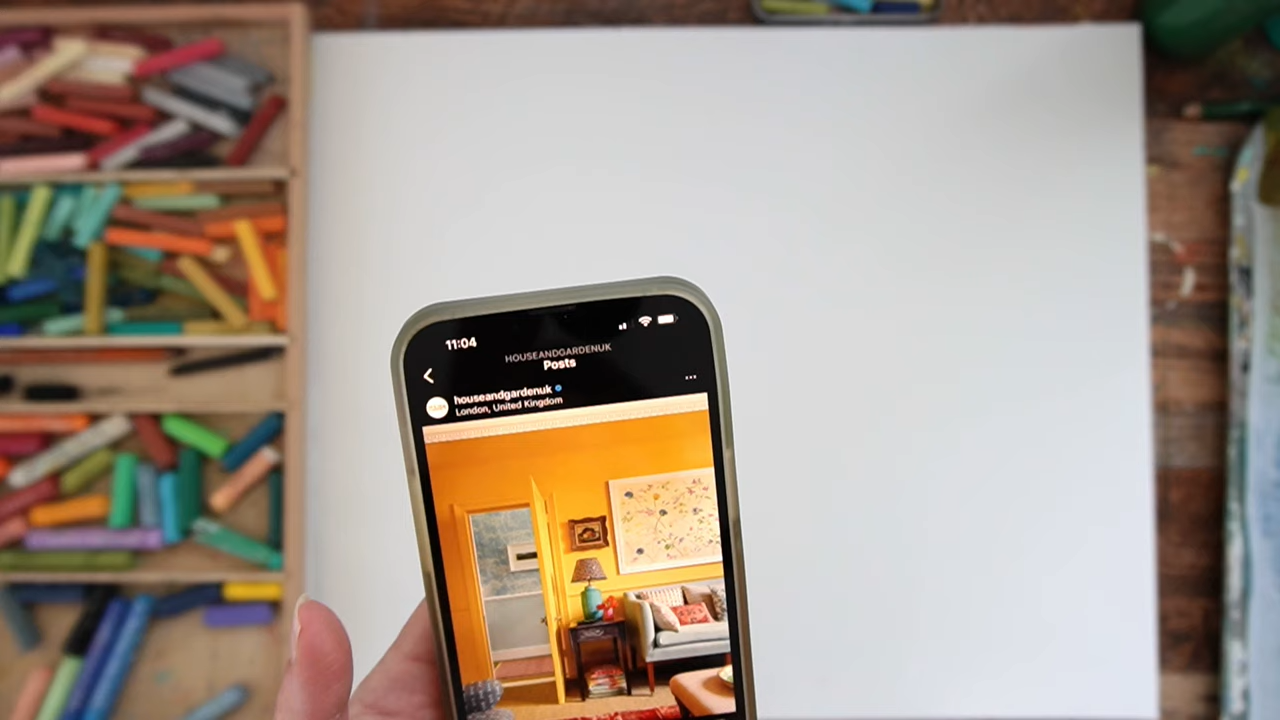 11:04
HOUSEANDGARDENUK
Posts
houseandgardenuk
London, United Kingdom